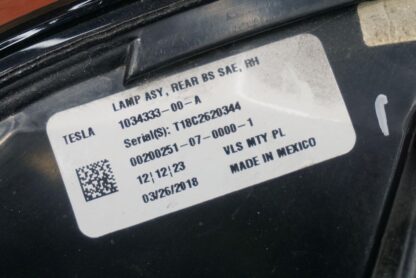 LAMP ASY, REAR BS SAE, RH
TESLA
1034333-00-A
Serial(S): T18C2620344
00200251-07-0000-1
12|12|23 VLS MTY PL
03/26/2018 MADE IN MEXICO